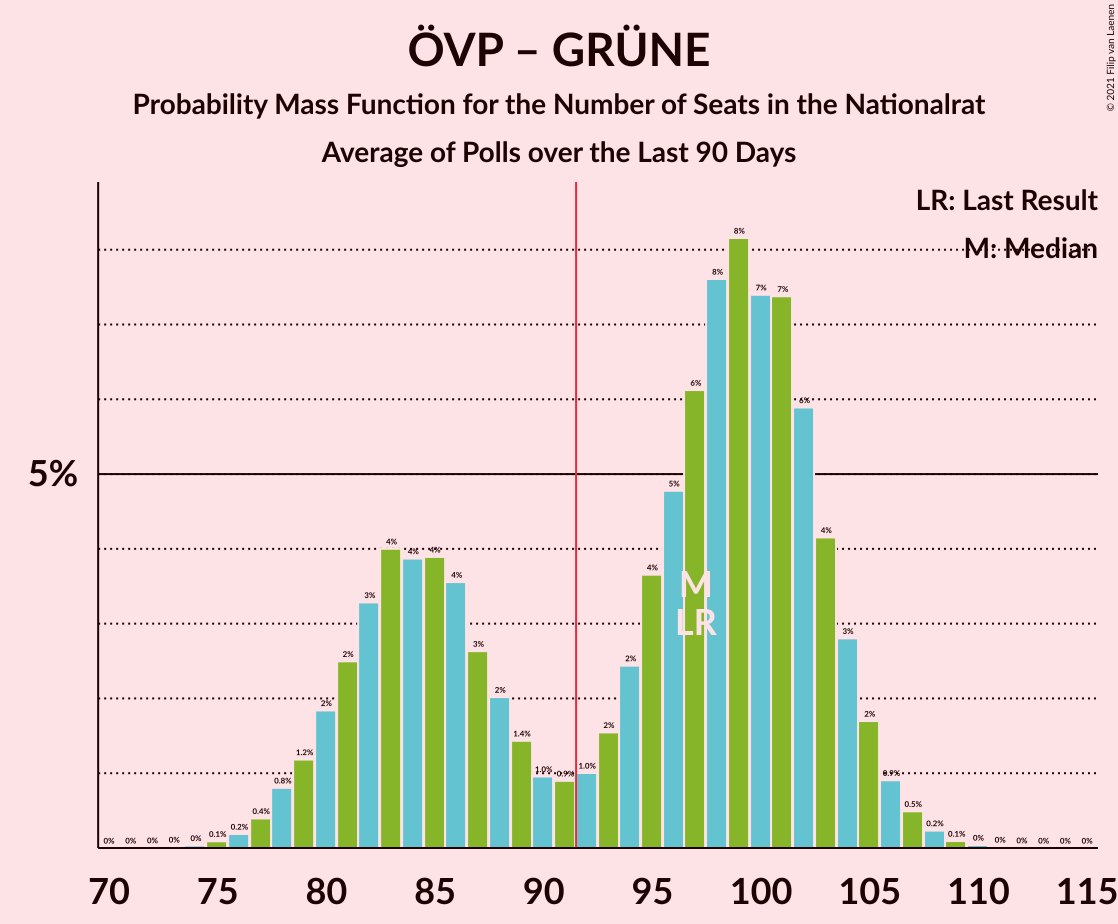 ÖVP – GRÜNE
Probability Mass Function for the Number of Seats in the Nationalrat
Average of Polls over the Last 90 Days
© 2021 Filip van Laenen
LR: Last Result
M: Median
5%
0% 0% 0% 0% 0% 0.1% 0.2% 0.4% 0.8% 1.2% 2% 2% 3% 4% 4% 4% 4% 3% 2% 1.4% 1.0% 0.9% 1.0% 2% 2% 4% 5% 6% 8% 8% 7% 7% 6% 4% 3% 2% 0.9% 0.5% 0.2% 0.1% 0% 0% 0% 0% 0% 0%
M
LR
70 75 80 85 90 95 100 105 110 115